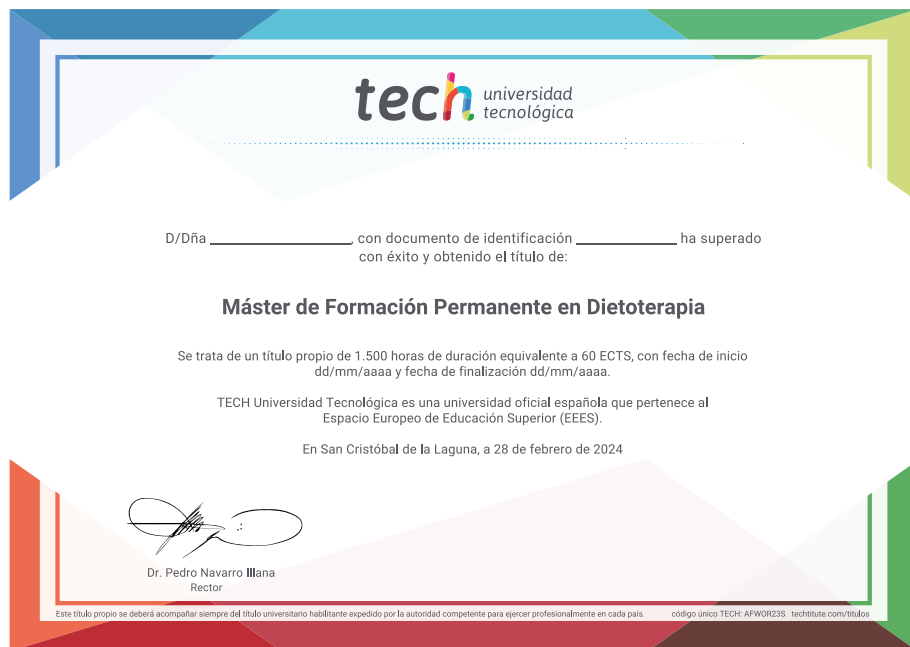 tech universidad
tecnológica
D/Dña ______________, con documento de identificación __________ ha superado
con éxito y obtenido el título de:
Máster de Formación Permanente en Dietoterapia
Se trata de un título propio de 1.500 horas de duración equivalente a 60 ECTS, con fecha de inicio
dd/mm/aaaa y fecha de finalización dd/mm/aaaa.
TECH Universidad Tecnológica es una universidad oficial española que pertenece al
Espacio Europeo de Educación Superior (EEES).
En San Cristóbal de la Laguna, a 28 de febrero de 2024
Dr. Pedro Navarro Illana
Rector
Este título propio se deberá acompañar siempre del título universitario habilitante expedido por la autoridad competente para ejercer profesionalmente en cada país. código único TECH: AFWOR23S techtitute.com/titulos